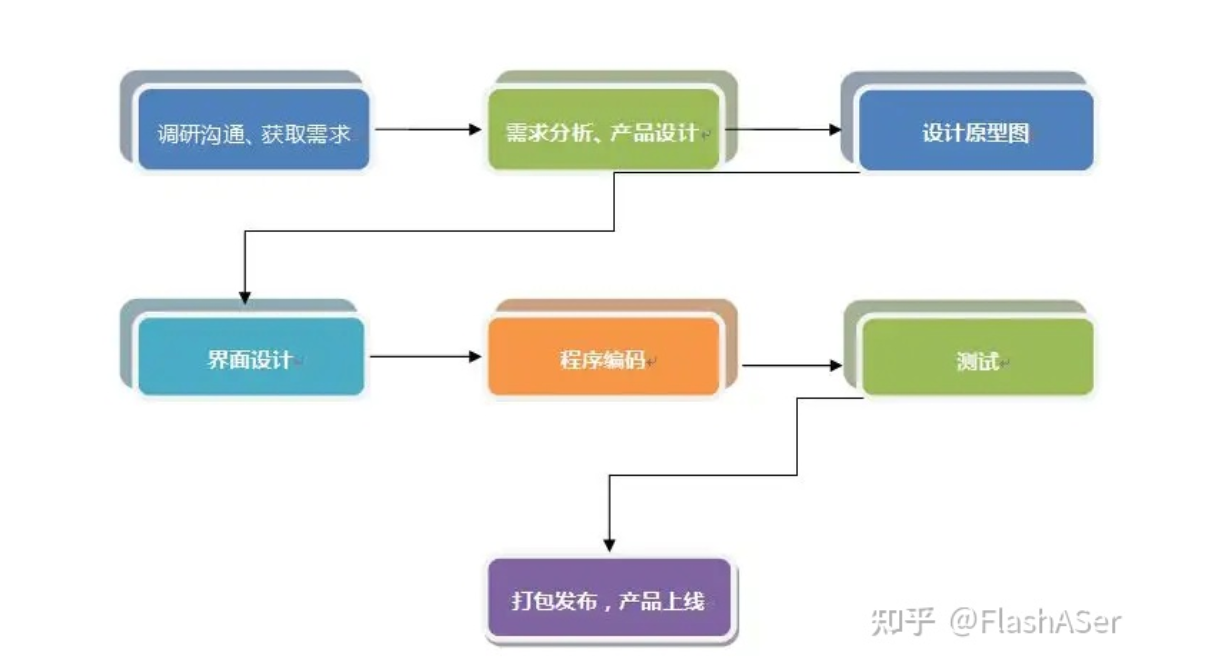 调研沟通、获取需求
需求分析、产品设计
设计原型图
界面设计
程序编码
测试
打包发布，产品上线
知乎 @FlashASer